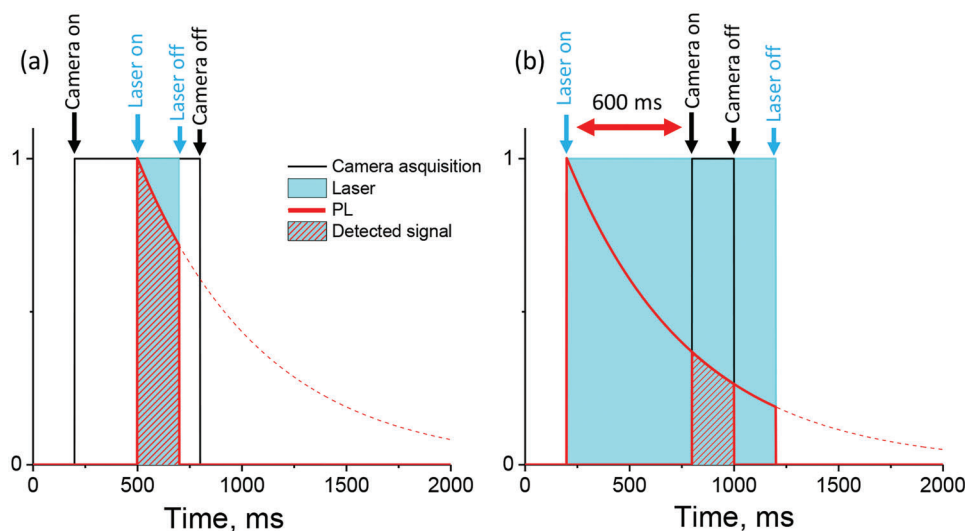 (a)
Camera on
Laser on
Laser off
Camera off
1
0
Camera asquisition
Laser
PL
Detected signal
0
500
1000
1500
2000
Time, ms
(b)
Laser on
600 ms
Camera on
Camera off
Laser off
1
0
0
500
1000
1500
2000
Time, ms